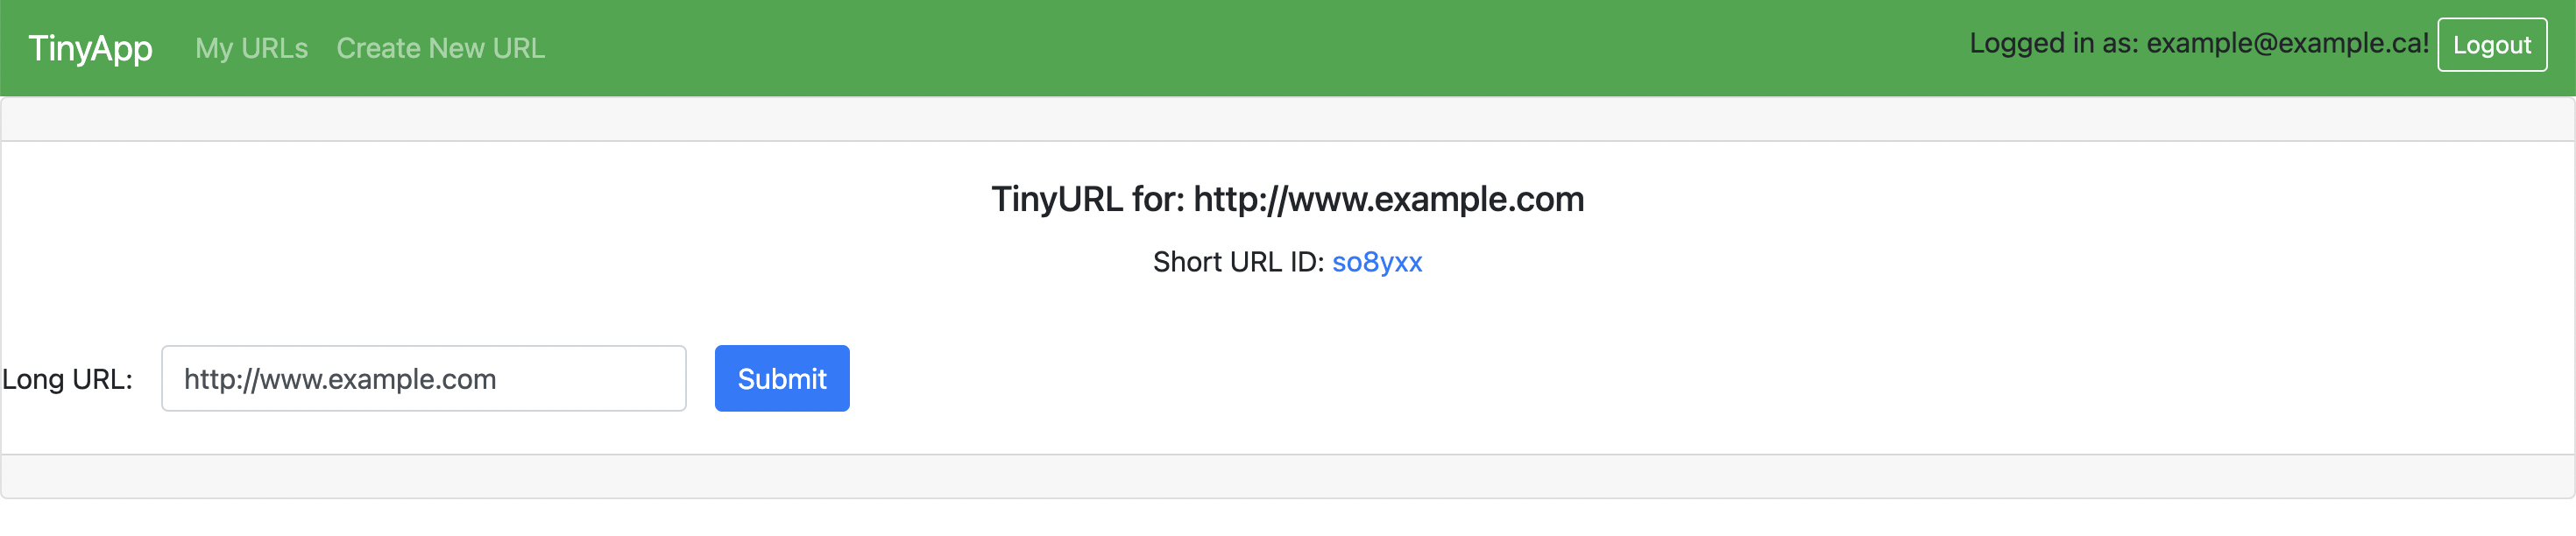 TinyApp My URLs Create New URL Logged in as: example@example.ca! Logout
TinyURL for: http://www.example.com
Short URL ID: so8yxx
Long URL: http://www.example.com Submit